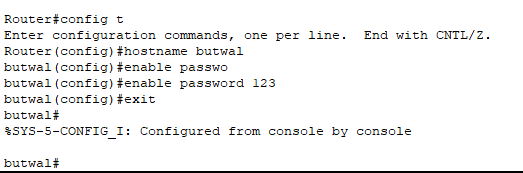 Router#config t
Enter configuration commands, one per line.  End with CNTL/Z.
Router(config)#hostname butwal
butwal(config)#enable passwo
butwal(config)#enable password 123
butwal(config)#exit
butwal#
%SYS-5-CONFIG_I: Configured from console by console
butwal#